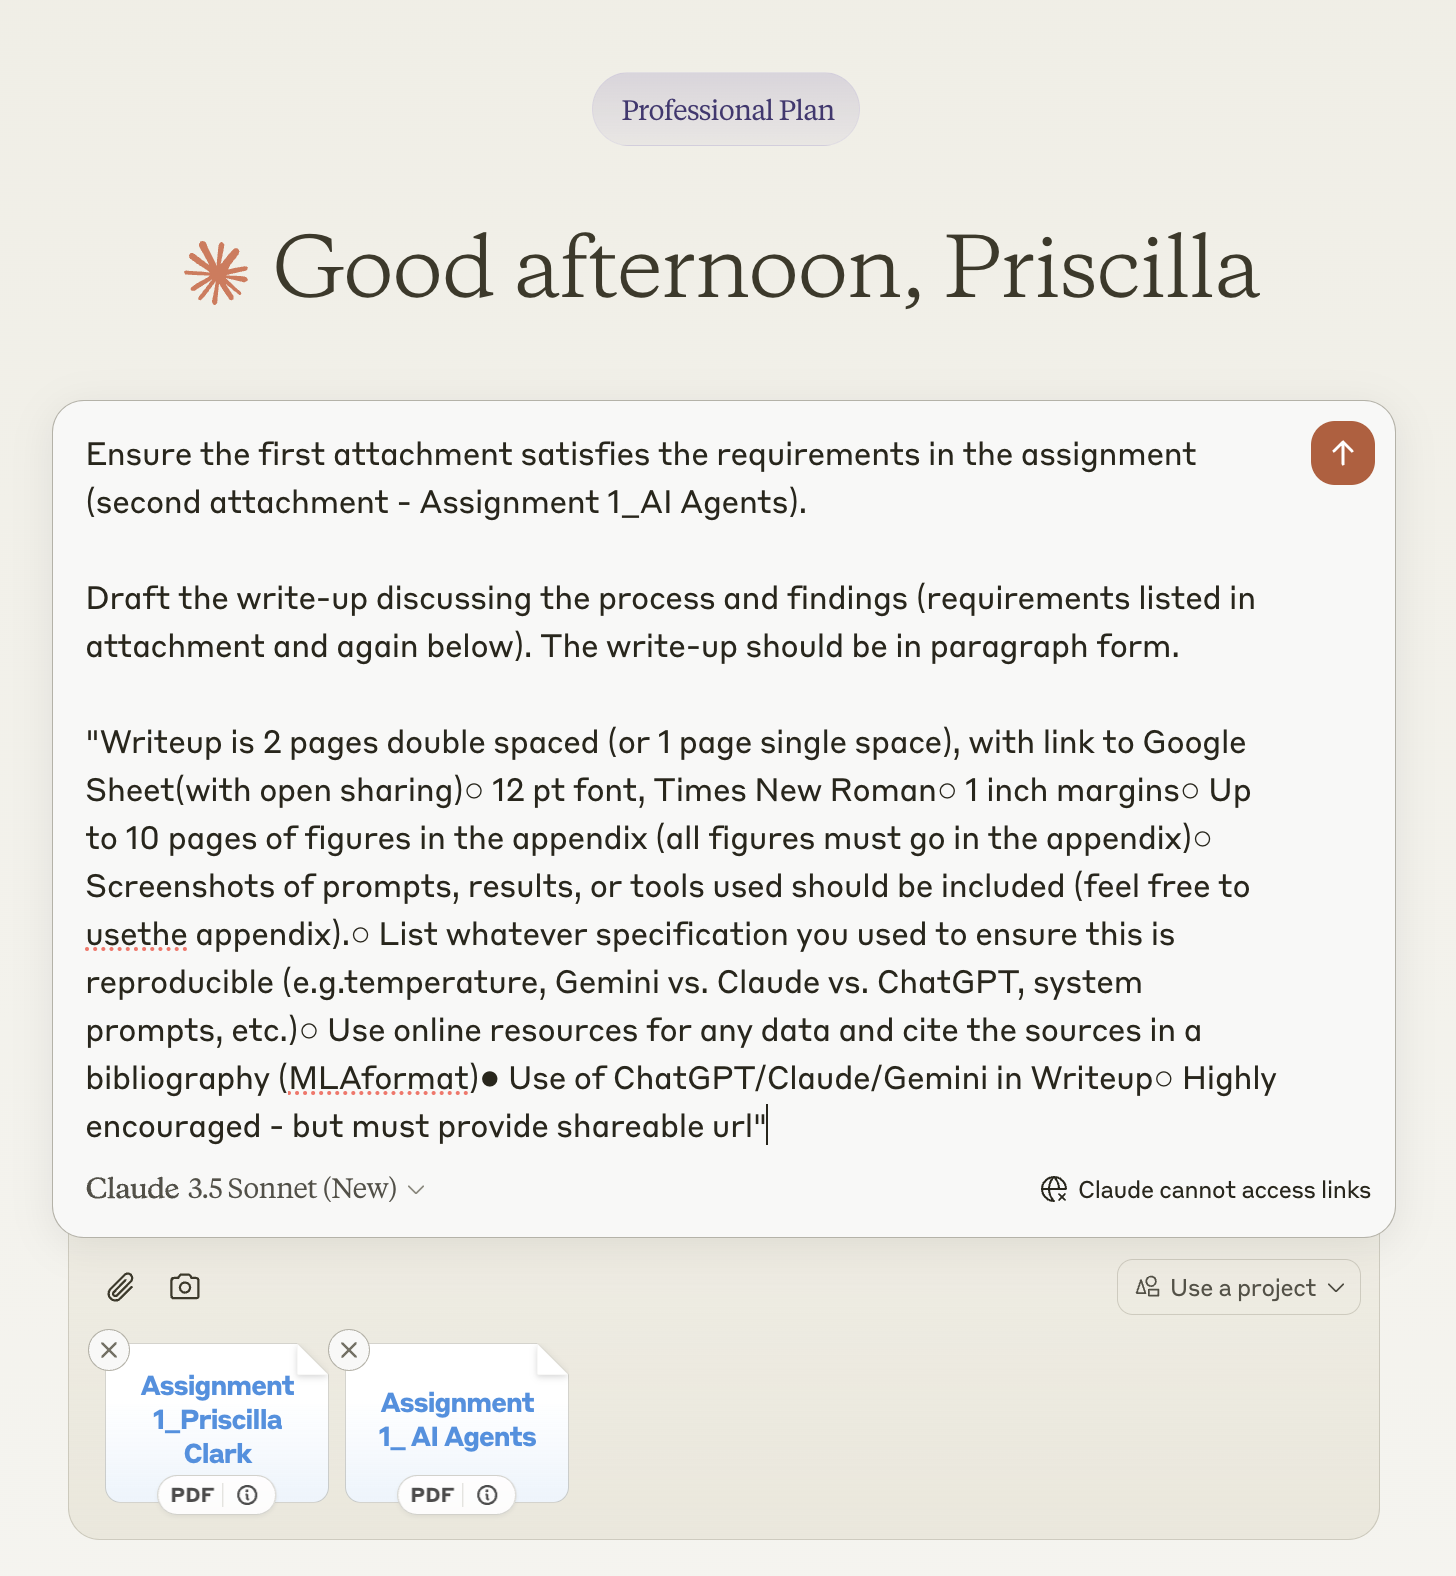 Professional Plan
Good afternoon, Priscilla
Ensure the first attachment satisfies the requirements in the assignment
(second attachment - Assignment 1_AI Agents).
Draft the write-up discussing the process and findings (requirements listed in
attachment and again below). The write-up should be in paragraph form.
"Writeup is 2 pages double spaced (or 1 page single space), with link to Google
Sheet(with open sharing)○ 12 pt font, Times New Roman○ 1 inch margins○ Up
to 10 pages of figures in the appendix (all figures must go in the appendix)○
Screenshots of prompts, results, or tools used should be included (feel free to
usethe appendix).○ List whatever specification you used to ensure this is
reproducible (e.g.temperature, Gemini vs. Claude vs. ChatGPT, system
prompts, etc.)○ Use online resources for any data and cite the sources in a
bibliography (MLAformat)● Use of ChatGPT/Claude/Gemini in Writeup○ Highly
encouraged - but must provide shareable url"
Claude 3.5 Sonnet (New)
Claude cannot access links
Use a project
Assignment
1_Priscilla
Clark
PDF
Assignment
1_ AI Agents
PDF